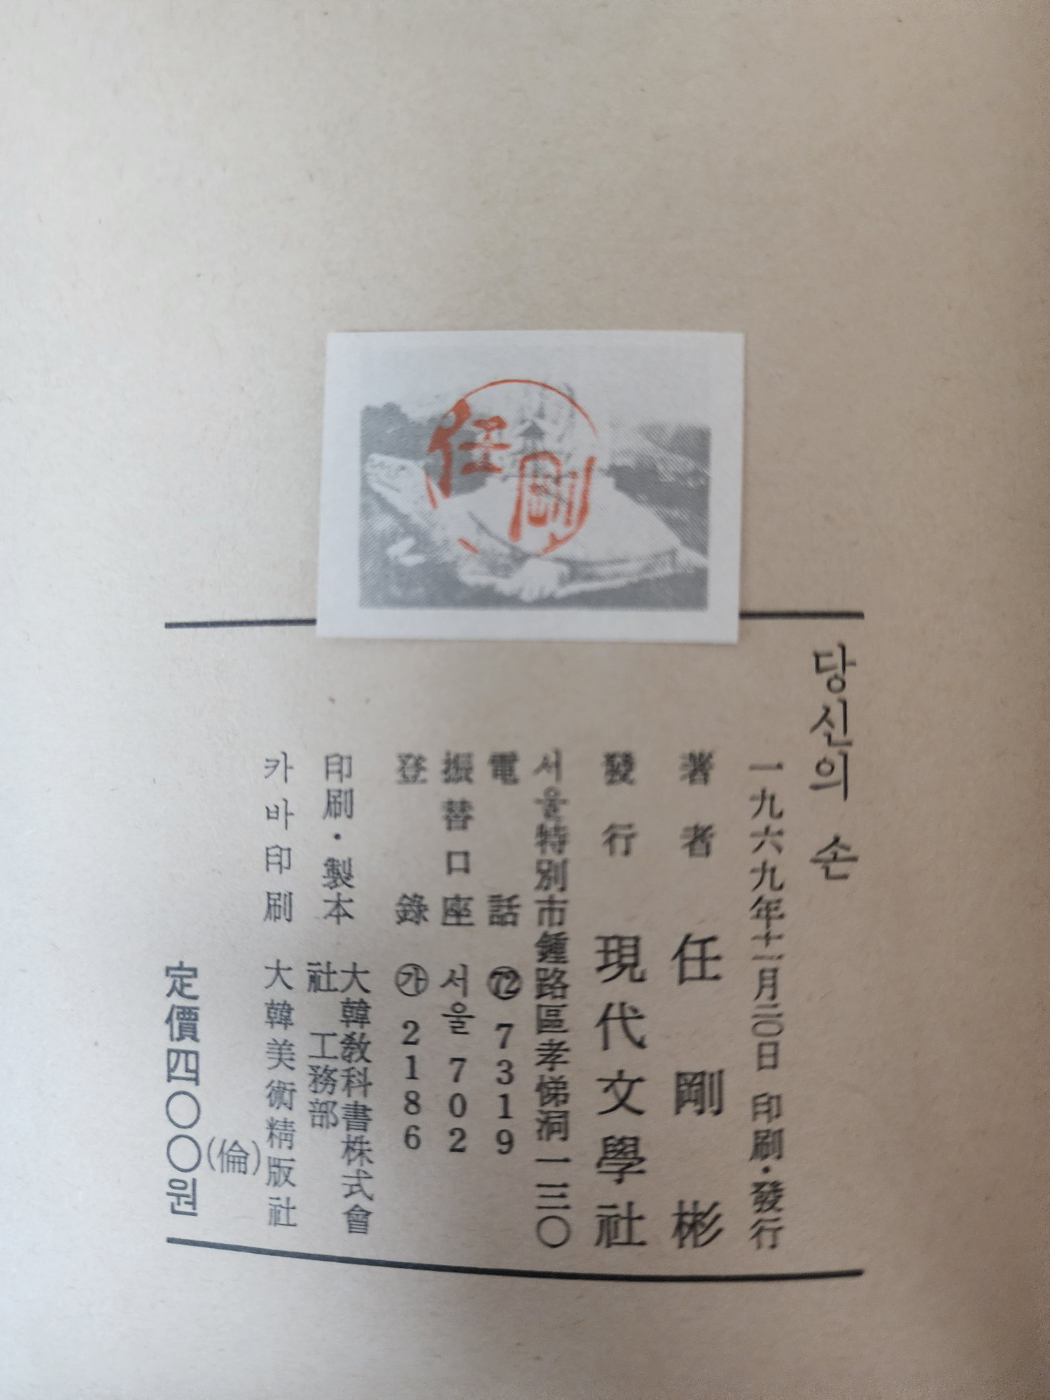 任
剛
당신의 손
一九六九年十一月二〇日 印刷·發行
著者 任剛彬
發行 現代文學社
서울特別市鍾路區孝悌洞一三〇
電話 ㊆ 7319
振替口座 서울 702
登錄 ㉮ 2186
印刷·製本 大韓敎科書株式會社 工務部
카바印刷 大韓美術精版社
(倫)
定價四〇〇원